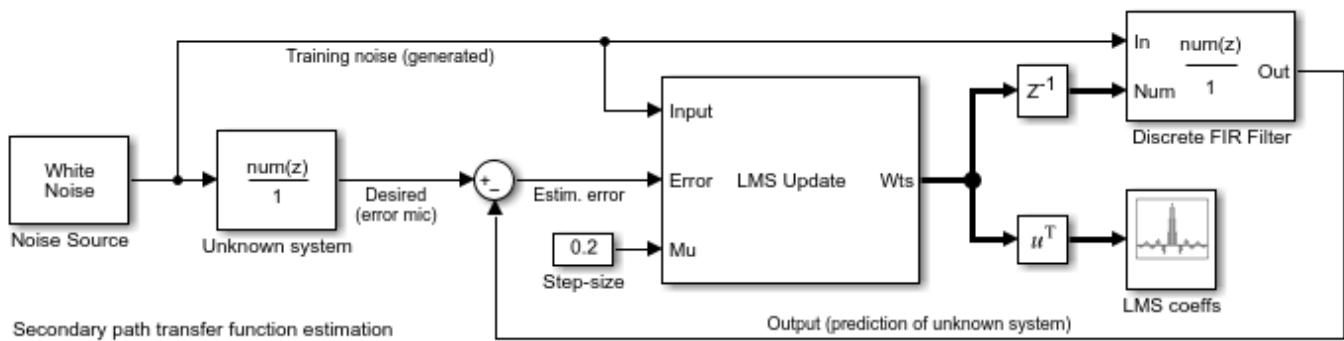 Training noise (generated)
In
num(z)
1
Out
Num
Discrete FIR Filter
Z-1
White
Noise
Noise Source
num(z)
1
Unknown system
Desired
(error mic)
+
−
Estim. error
Input
Error
LMS Update
Wts
Mu
0.2
Step-size
uT
LMS coeffs
Output (prediction of unknown system)
Secondary path transfer function estimation